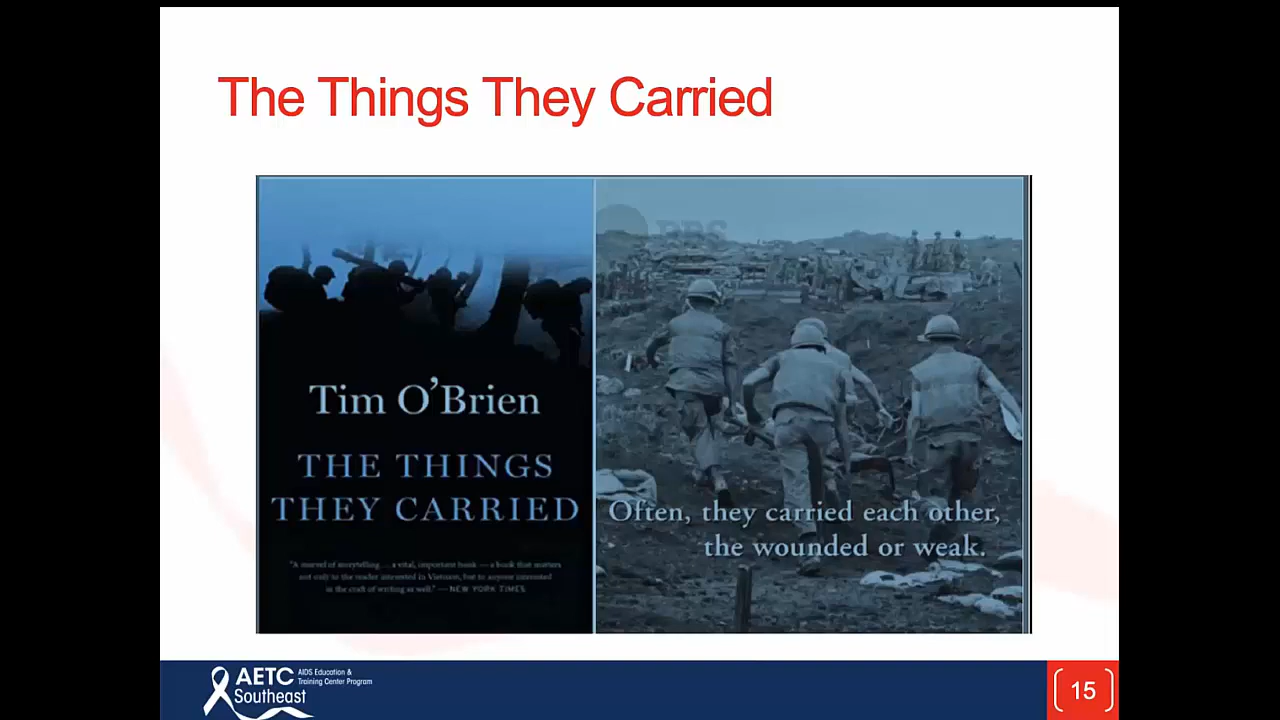 The Things They Carried
PBS
Tim O'Brien
THE THINGS
THEY CARRIED
"A marvel of storytelling . . . a vital, important book — a book that matters
not only to the reader interested in Vietnam, but to anyone interested
in the craft of writing as well." — NEW YORK TIMES
Often, they carried each other,
the wounded or weak.
AETC
Southeast
AIDS Education &
Training Center Program
15